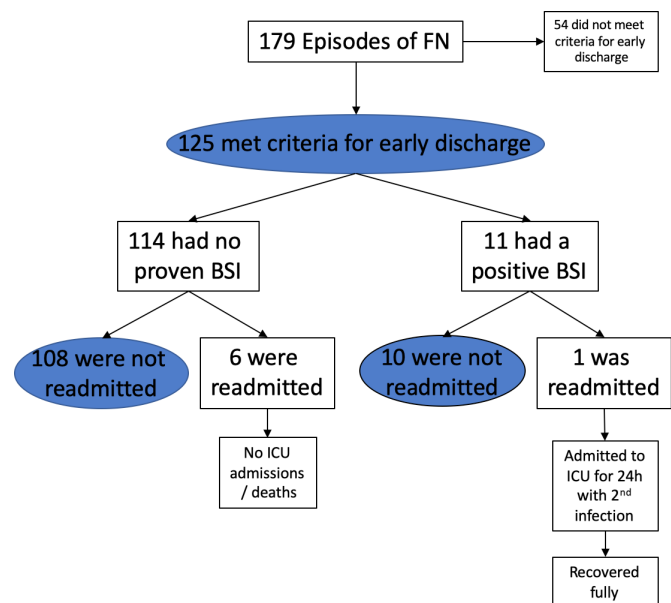 179 Episodes of FN
54 did not meet
criteria for early
discharge
125 met criteria for early discharge
114 had no
proven BSI
11 had a
positive BSI
108 were not
readmitted
6 were
readmitted
10 were not
readmitted
1 was
readmitted
No ICU
admissions
/ deaths
Admitted to
ICU for 24h
with 2nd
infection
Recovered
fully